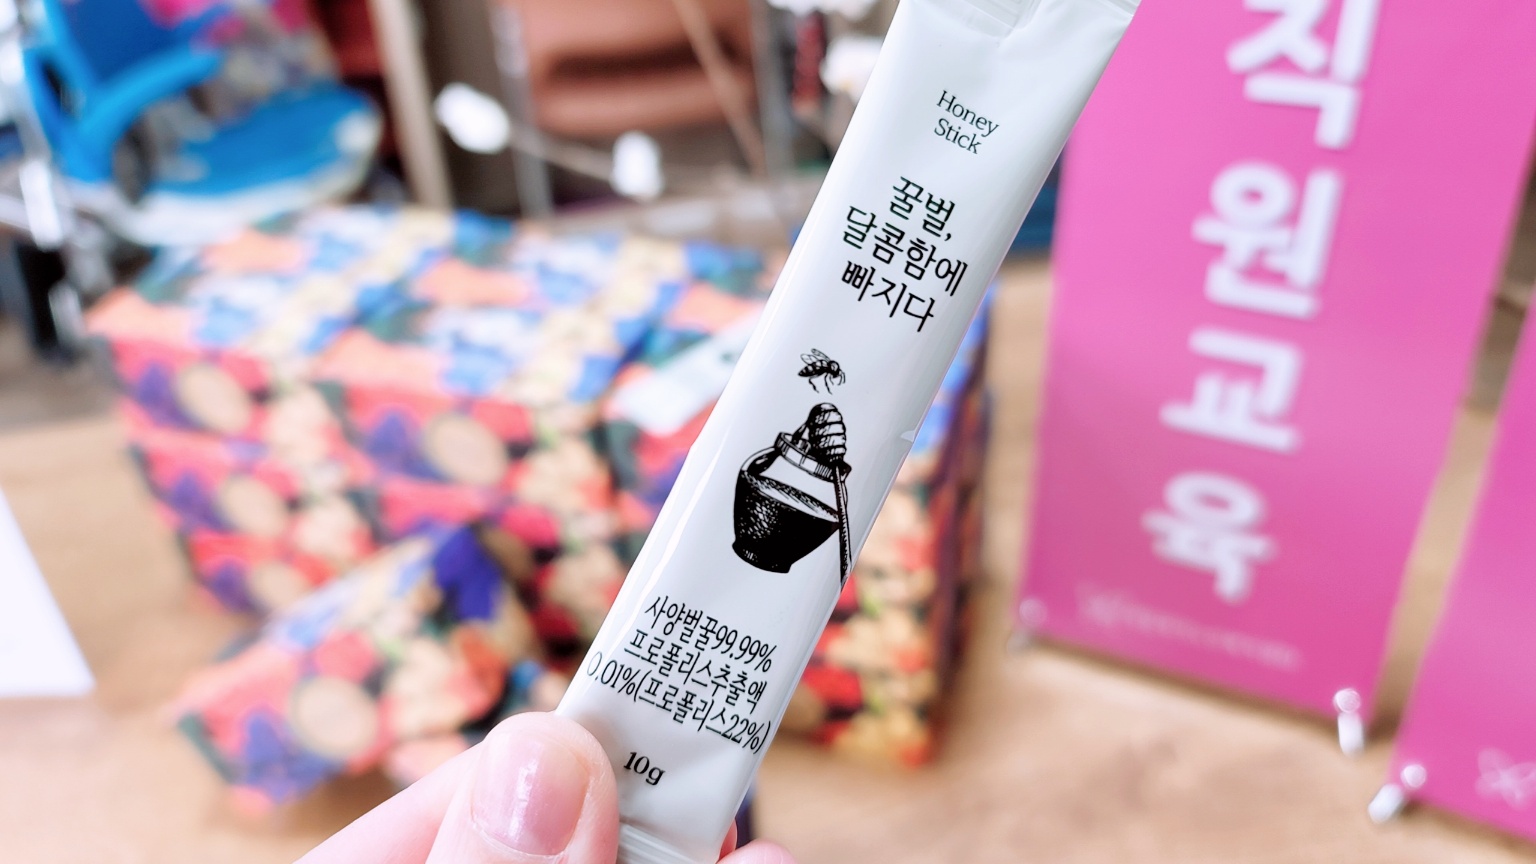 Honey
Stick
꿀벌,
달콤함에
빠지다
사양벌꿀99.99%
프로폴리스추출액
0.01%(프로폴리스22%)
10g
직원교육